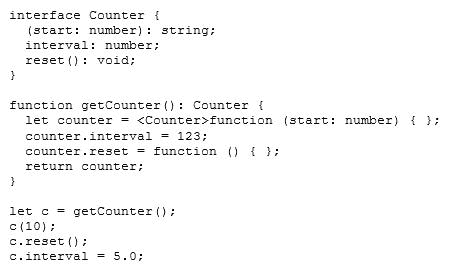 interface Counter {
  (start: number): string;
  interval: number;
  reset(): void;
}

function getCounter(): Counter {
  let counter = <Counter>function (start: number) { };
  counter.interval = 123;
  counter.reset = function () { };
  return counter;
}

let c = getCounter();
c(10);
c.reset();
c.interval = 5.0;